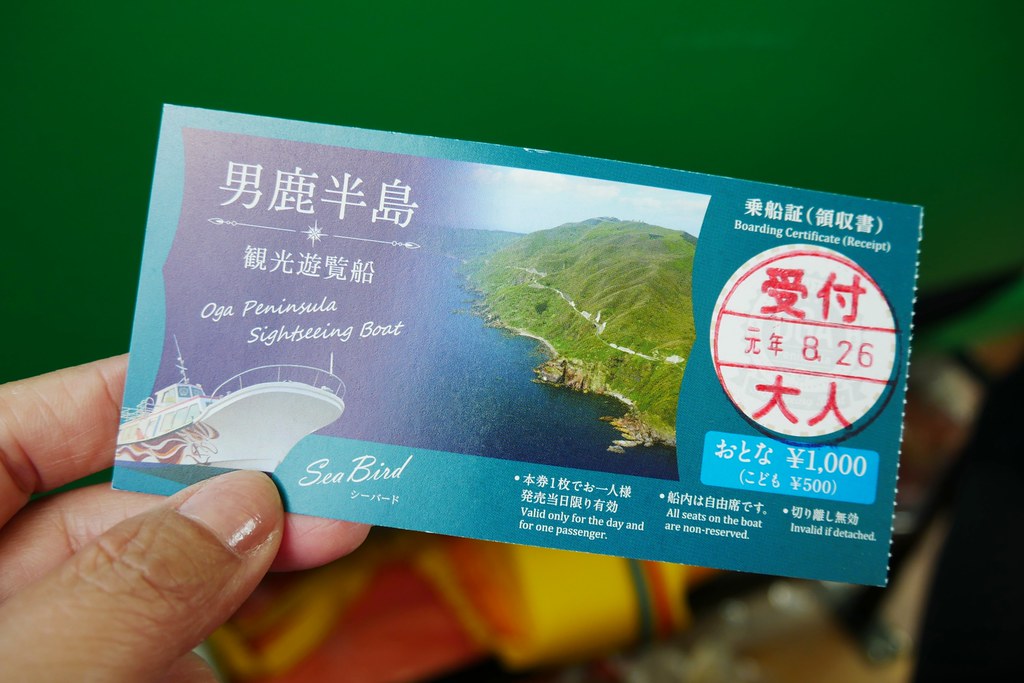 男鹿半島
観光遊覧船
Oga Peninsula
Sightseeing Boat
Sea Bird
シーバード
・本券1枚でお一人様
発売当日限り有効
Valid only for the day and
for one passenger.
・船内は自由席です。
All seats on the boat
are non-reserved.
・切り離し無効
Invalid if detached.
乗船証(領収書)
Boarding Certificate (Receipt)
受付
元年 8.26
大人
おとな ¥1,000
(こども ¥500)